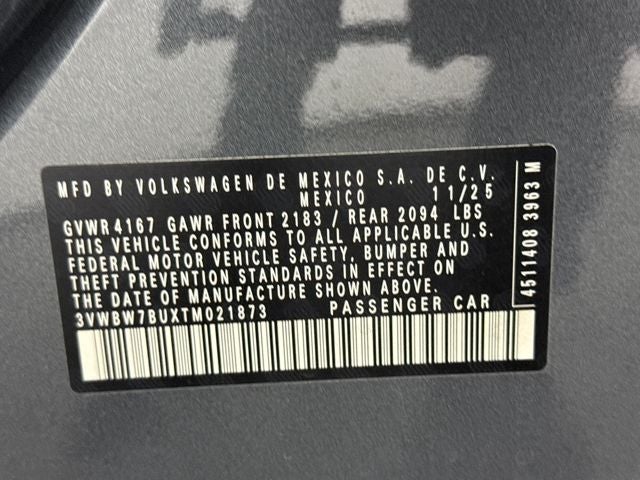 MFD BY VOLKSWAGEN DE MEXICO S.A. DE C.V.
MEXICO 11/25
GVWR 4167 GAWR FRONT 2183 / REAR 2094 LBS
THIS VEHICLE CONFORMS TO ALL APPLICABLE U.S.
FEDERAL MOTOR VEHICLE SAFETY, BUMPER AND
THEFT PREVENTION STANDARDS IN EFFECT ON
THE DATE OF MANUFACTURE SHOWN ABOVE.
3VWBW7BUXTM021873 PASSENGER CAR
4511408 3963 M